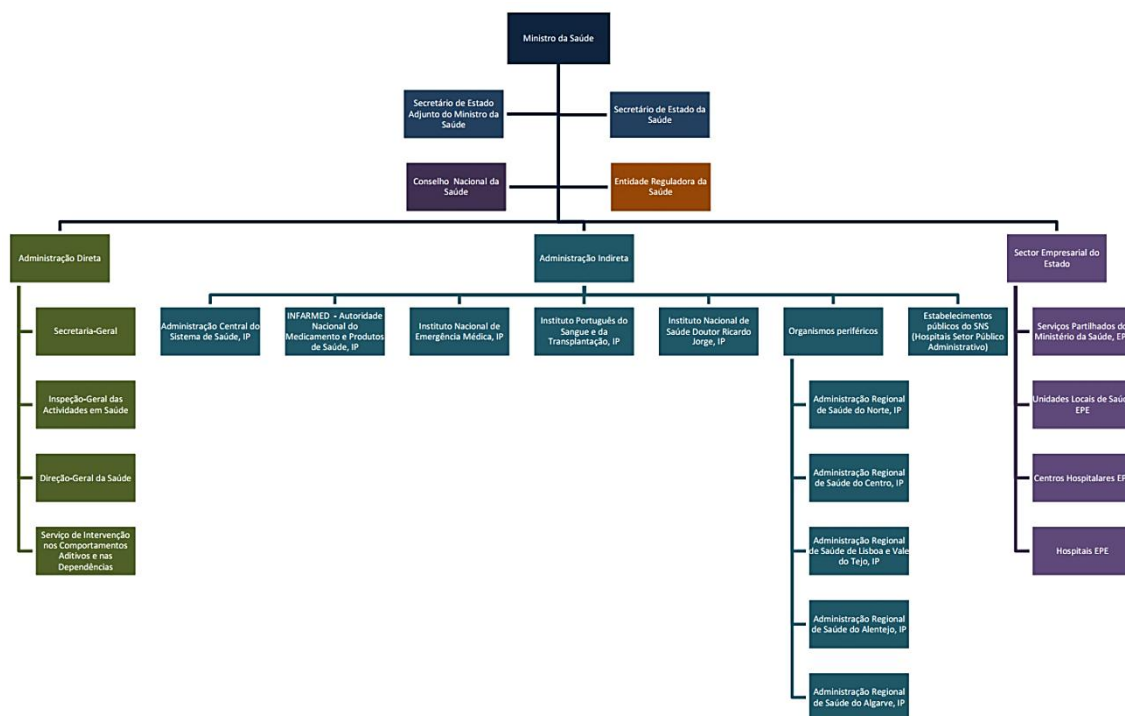 Ministro da Saúde
Secretário de Estado
Adjunto do Ministro da
Saúde
Secretário de Estado da
Saúde
Conselho Nacional da
Saúde
Entidade Reguladora da
Saúde
Administração Direta
Administração Indireta
Sector Empresarial do
Estado
Secretaria-Geral
Inspeção-Geral das
Actividades em Saúde
Direção-Geral da Saúde
Serviço de Intervenção
nos Comportamentos
Aditivos e nas
Dependências
Administração Central do
Sistema de Saúde, IP
INFARMED - Autoridade
Nacional do
Medicamento e Produtos
de Saúde, IP
Instituto Nacional de
Emergência Médica, IP
Instituto Português do
Sangue e da
Transplantação, IP
Instituto Nacional de
Saúde Doutor Ricardo
Jorge, IP
Organismos periféricos
Estabelecimentos
públicos do SNS
(Hospitais Setor Público
Administrativo)
Administração Regional
de Saúde do Norte, IP
Administração Regional
de Saúde do Centro, IP
Administração Regional
de Saúde de Lisboa e Vale
do Tejo, IP
Administração Regional
de Saúde do Alentejo, IP
Administração Regional
de Saúde do Algarve, IP
Serviços Partilhados do
Ministério da Saúde, EP
Unidades Locais de Saúd
EPE
Centros Hospitalares EP
Hospitais EPE